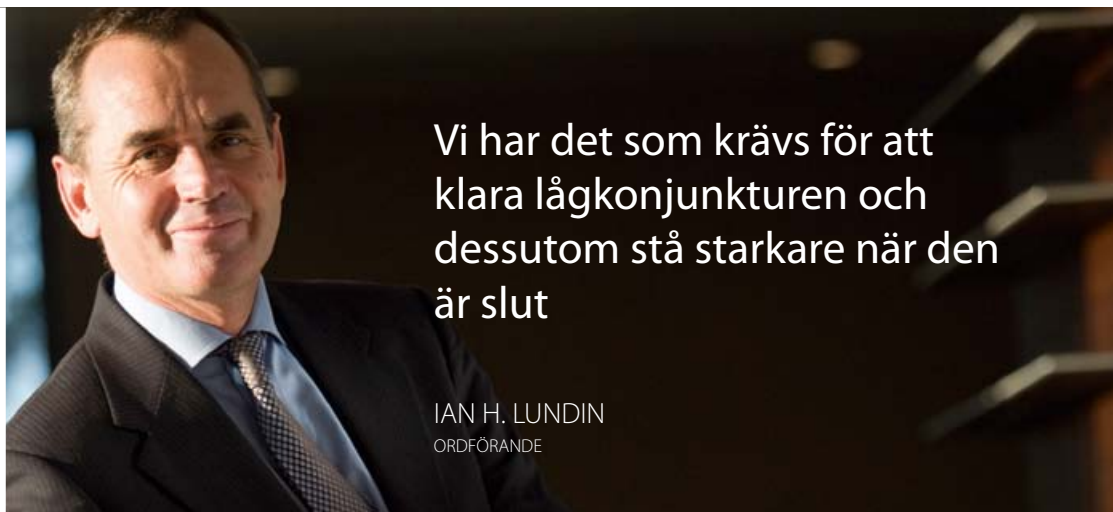 Vi har det som krävs för att
klara lågkonjunkturen och
dessutom stå starkare när den
är slut
IAN H. LUNDIN
ORDFÖRANDE